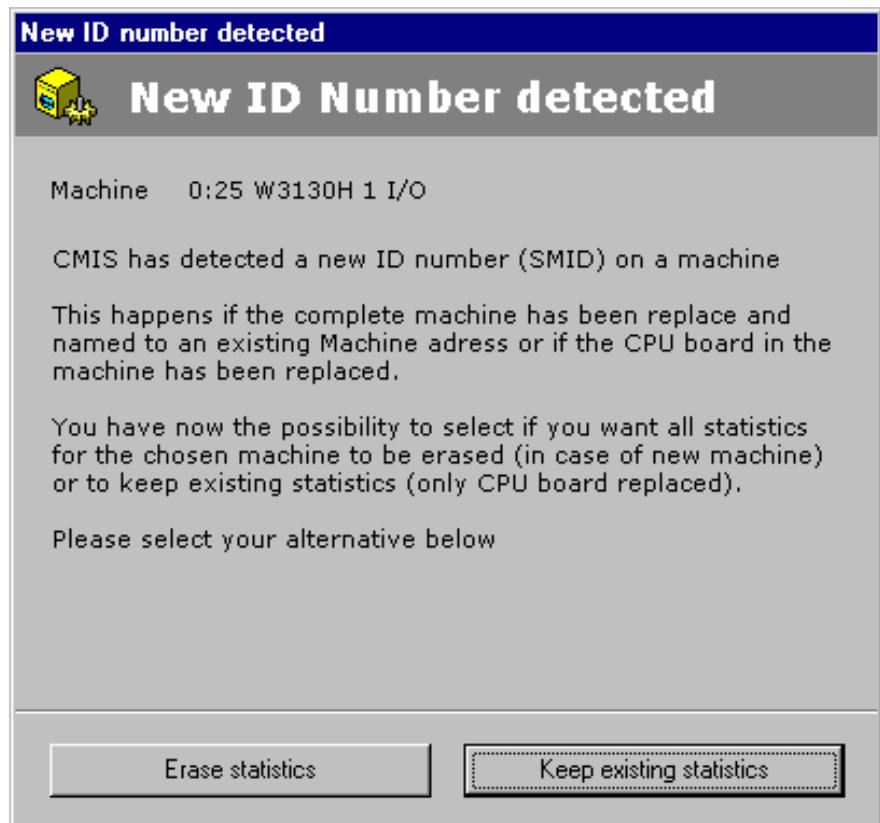 New ID number detected
New ID Number detected
Machine 0:25 W3130H 1 I/O
CMIS has detected a new ID number (SMID) on a machine
This happens if the complete machine has been replace and
named to an existing Machine adress or if the CPU board in the
machine has been replaced.
You have now the possibility to select if you want all statistics
for the chosen machine to be erased (in case of new machine)
or to keep existing statistics (only CPU board replaced).
Please select your alternative below
Erase statistics
Keep existing statistics